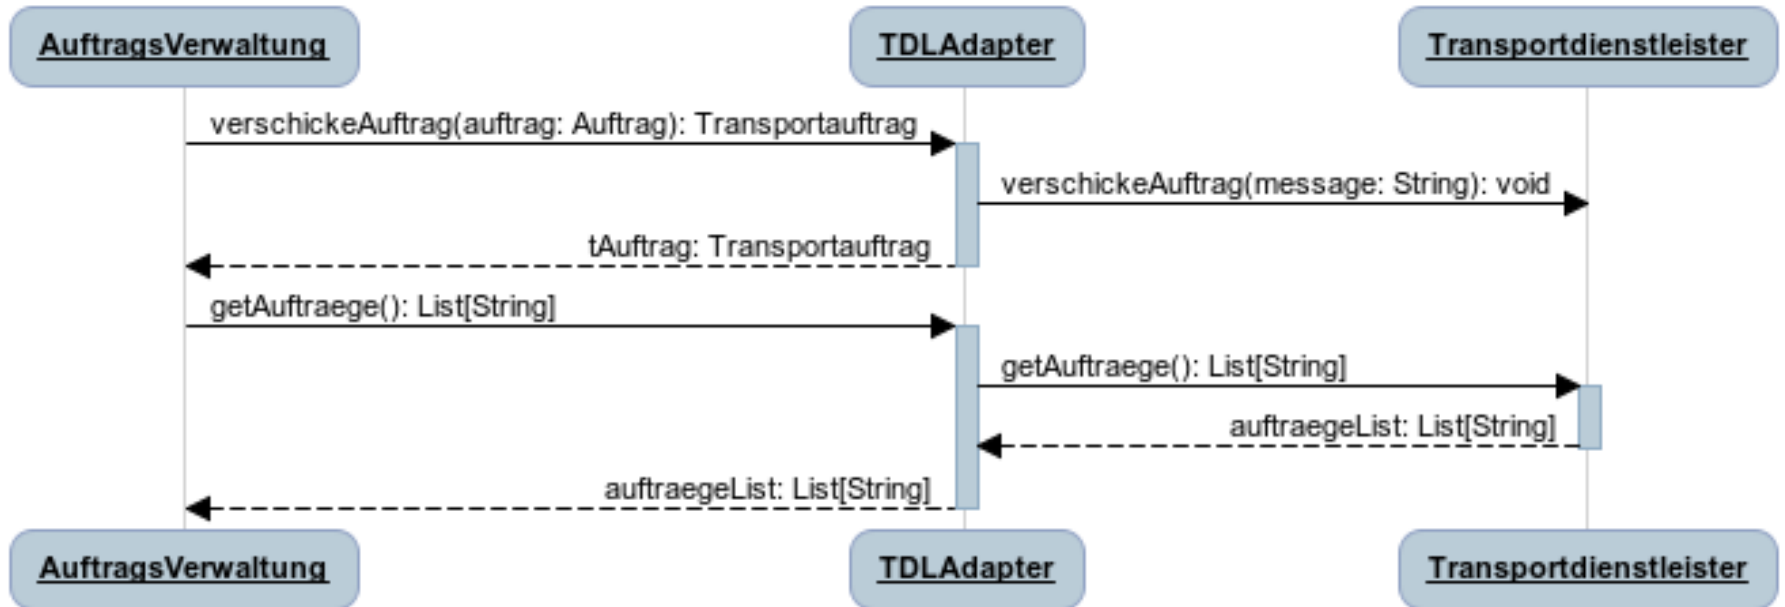 AuftragsVerwaltung
TDLAdapter
Transportdienstleister
verschickeAuftrag(auftrag: Auftrag): Transportauftrag
verschickeAuftrag(message: String): void
tAuftrag: Transportauftrag
getAuftraege(): List[String]
getAuftraege(): List[String]
auftraegeList: List[String]
auftraegeList: List[String]
AuftragsVerwaltung
TDLAdapter
Transportdienstleister